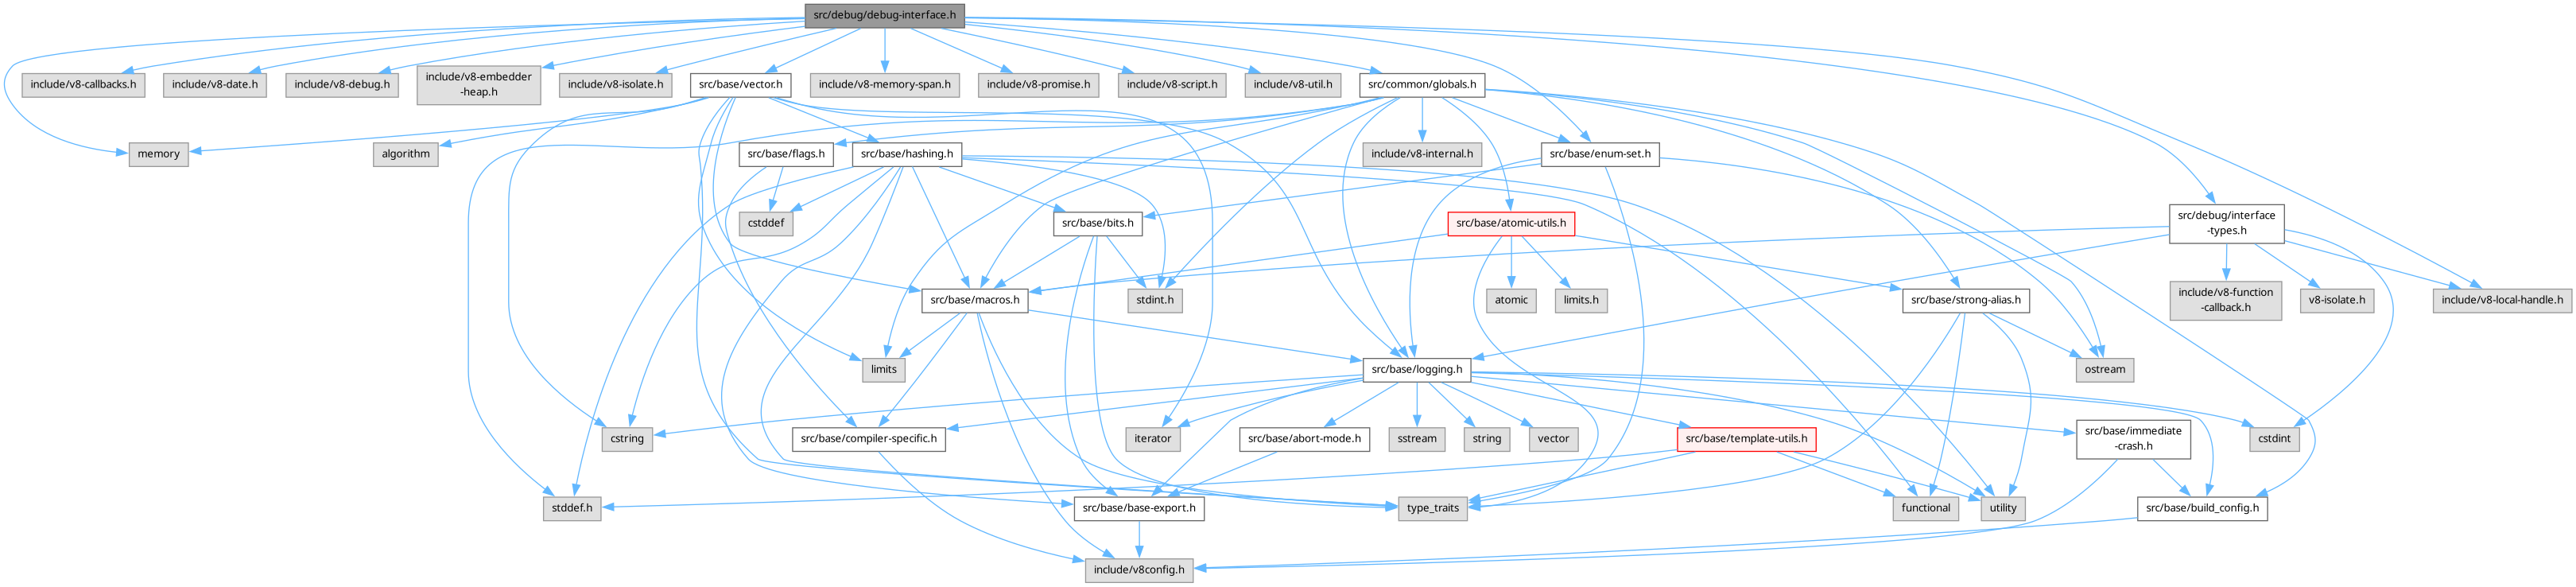 src/debug/debug-interface.h
include/v8-callbacks.h
include/v8-date.h
include/v8-debug.h
include/v8-embedder
-heap.h
include/v8-isolate.h
src/base/vector.h
include/v8-memory-span.h
include/v8-promise.h
include/v8-script.h
include/v8-util.h
src/common/globals.h
memory
algorithm
src/base/flags.h
src/base/hashing.h
include/v8-internal.h
src/base/enum-set.h
cstddef
src/base/bits.h
src/base/atomic-utils.h
src/debug/interface
-types.h
src/base/macros.h
stdint.h
atomic
limits.h
src/base/strong-alias.h
include/v8-function
-callback.h
v8-isolate.h
include/v8-local-handle.h
limits
src/base/logging.h
ostream
cstring
src/base/compiler-specific.h
iterator
src/base/abort-mode.h
sstream
string
vector
src/base/template-utils.h
src/base/immediate
-crash.h
cstdint
stddef.h
src/base/base-export.h
type_traits
functional
utility
src/base/build_config.h
include/v8config.h